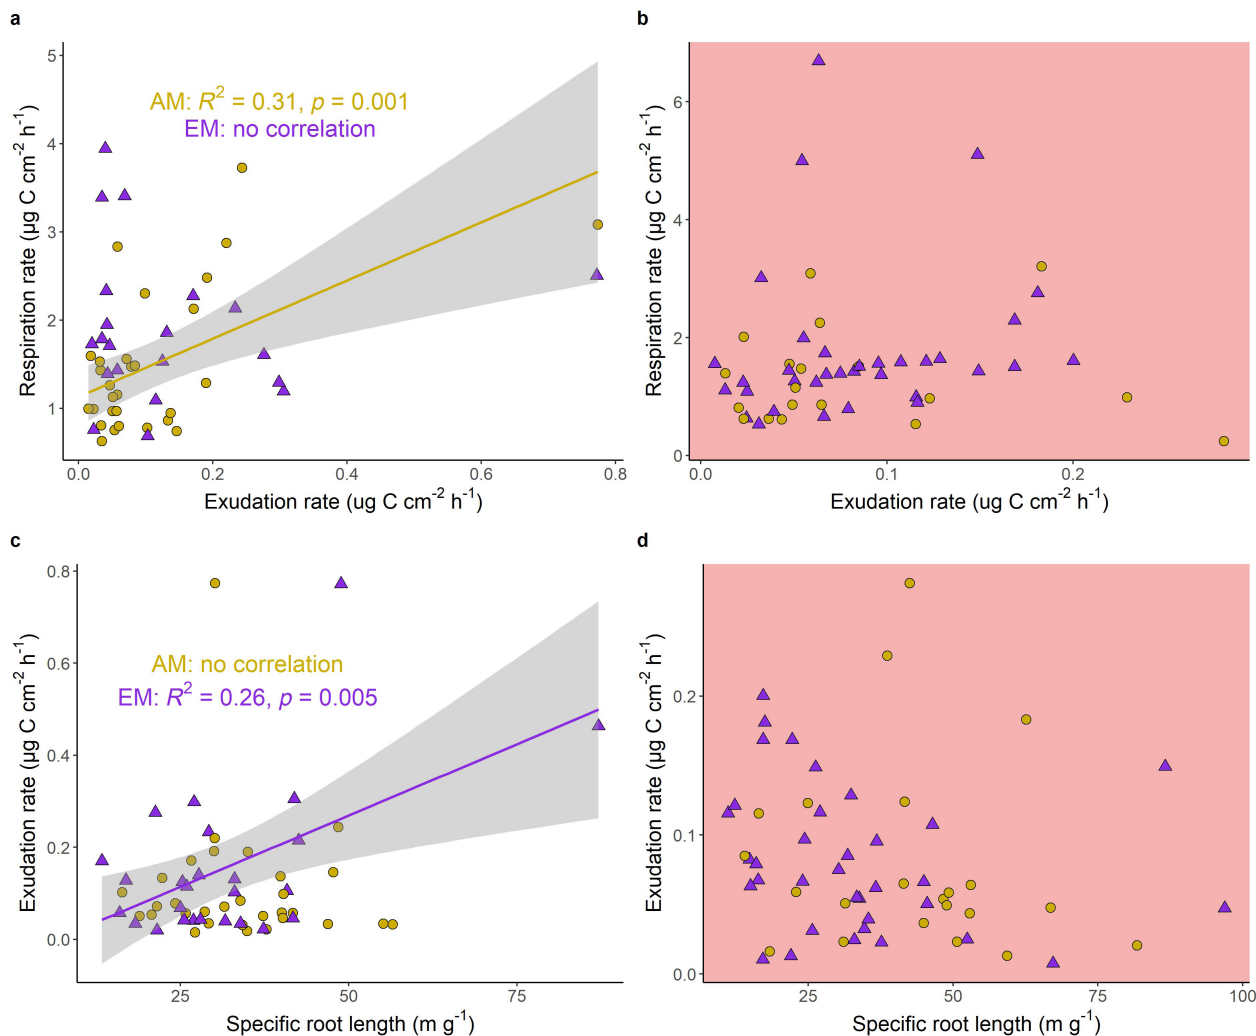 a
AM: R² = 0.31, p = 0.001
EM: no correlation
Respiration rate (µg C cm⁻² h⁻¹)
5
4
3
2
1
0.0 0.2 0.4 0.6 0.8
Exudation rate (ug C cm⁻² h⁻¹)
b
Respiration rate (µg C cm⁻² h⁻¹)
6
4
2
0
0.0 0.1 0.2
Exudation rate (ug C cm⁻² h⁻¹)
c
AM: no correlation
EM: R² = 0.26, p = 0.005
Exudation rate (µg C cm⁻² h⁻¹)
0.8
0.6
0.4
0.2
0.0
25 50 75
Specific root length (m g⁻¹)
d
Exudation rate (µg C cm⁻² h⁻¹)
0.2
0.1
0.0
25 50 75 100
Specific root length (m g⁻¹)